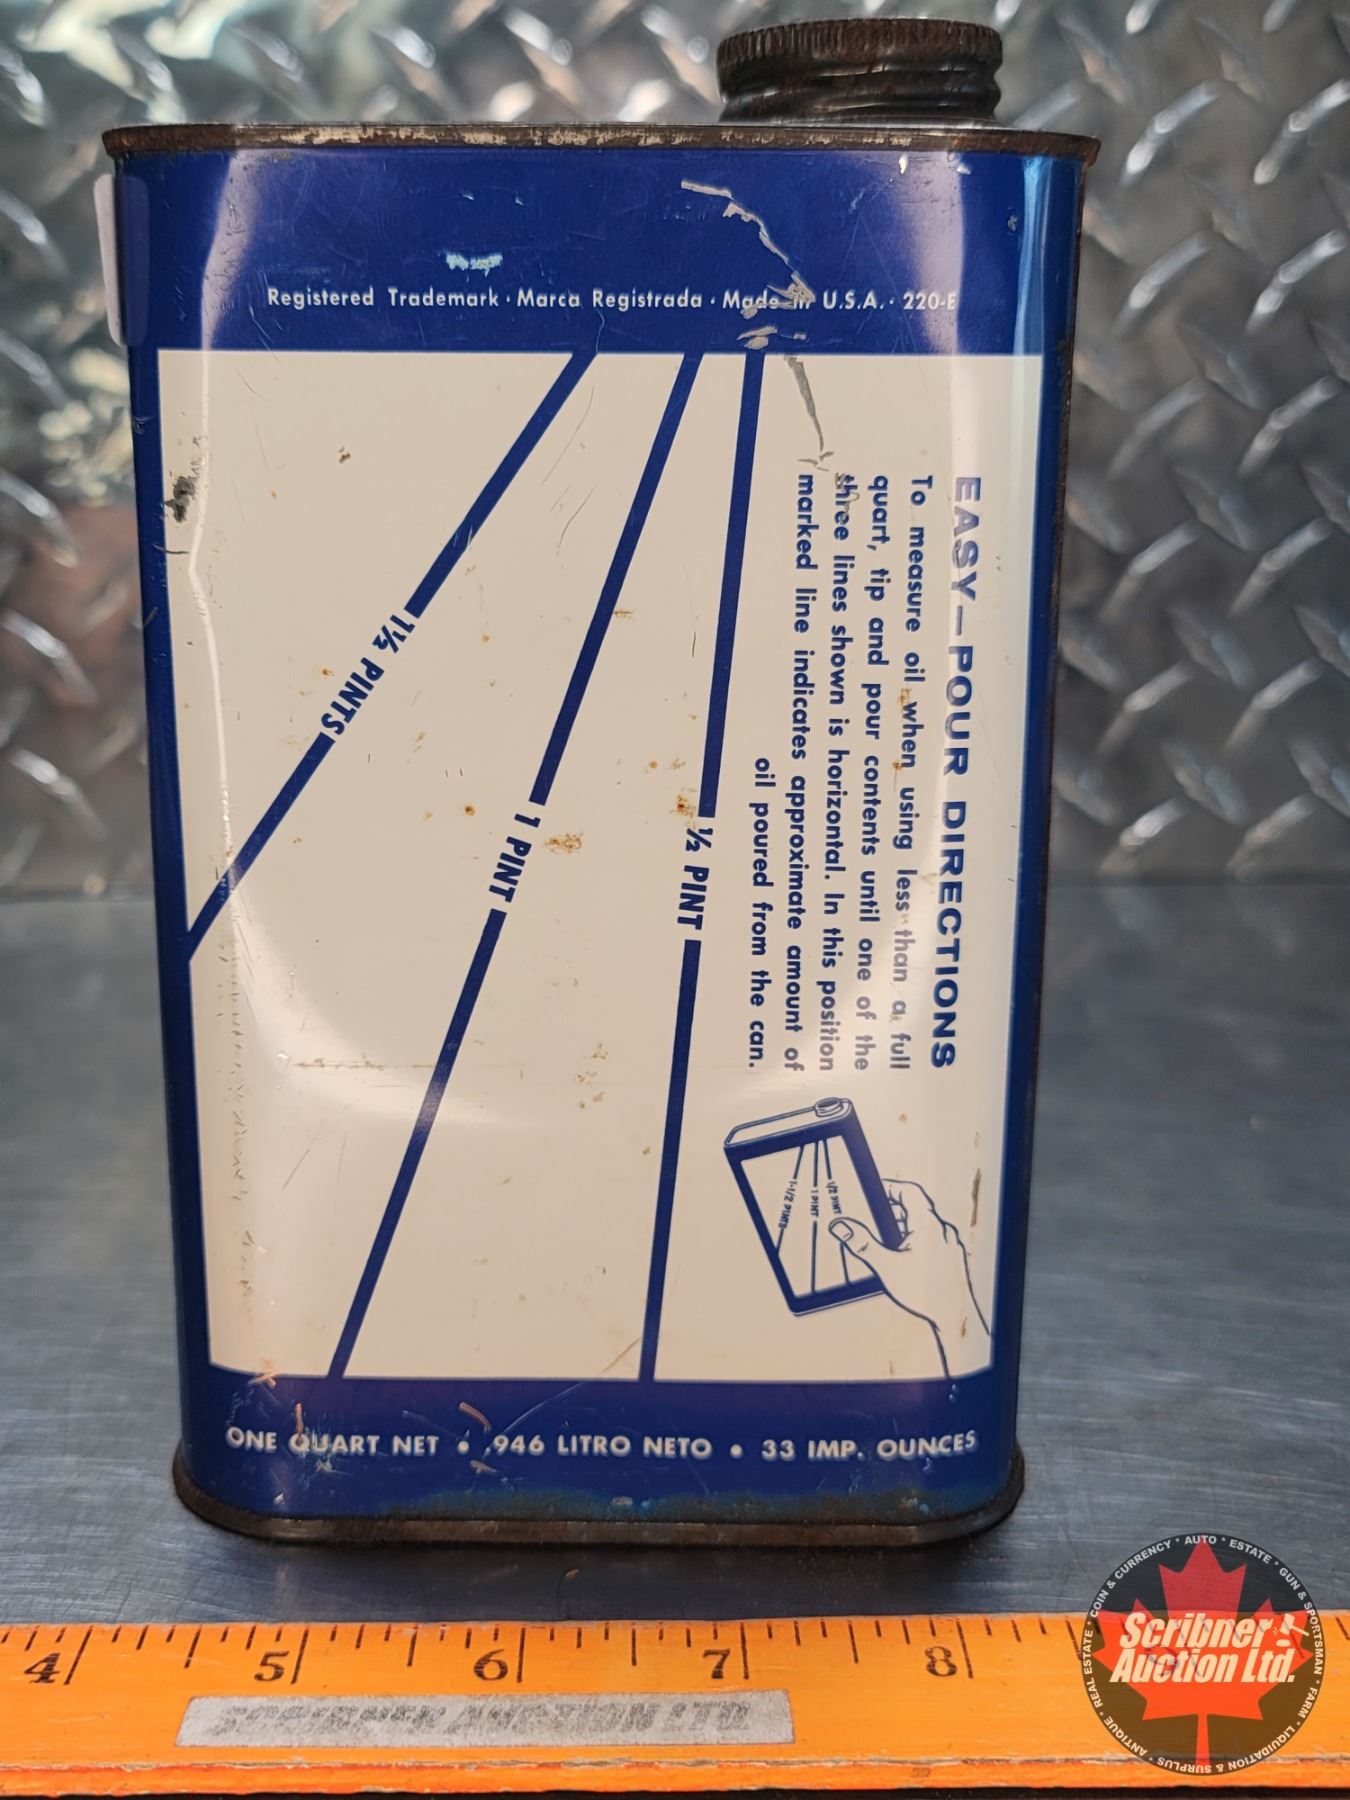 Registered Trademark · Marca Registrada · Made in U.S.A. · 220-E
EASY—POUR DIRECTIONS
To measure oil when using less than a full
quart, tip and pour contents until one of the
three lines shown is horizontal. In this position
marked line indicates approximate amount of
oil poured from the can.
1½ PINTS
1 PINT
½ PINT
1/2 PINT
1 PINT
1-1/2 PINTS
ONE QUART NET • .946 LITRO NETO • 33 IMP. OUNCES
4 5 6 7 8
SCRIBNER AUCTION LTD.
COIN & CURRENCY * AUTO * ESTATE * GUN & SPORTSMAN * FARM * LIQUIDATION & SURPLUS * ANTIQUE * REAL ESTATE *
Scribner
Auction Ltd.